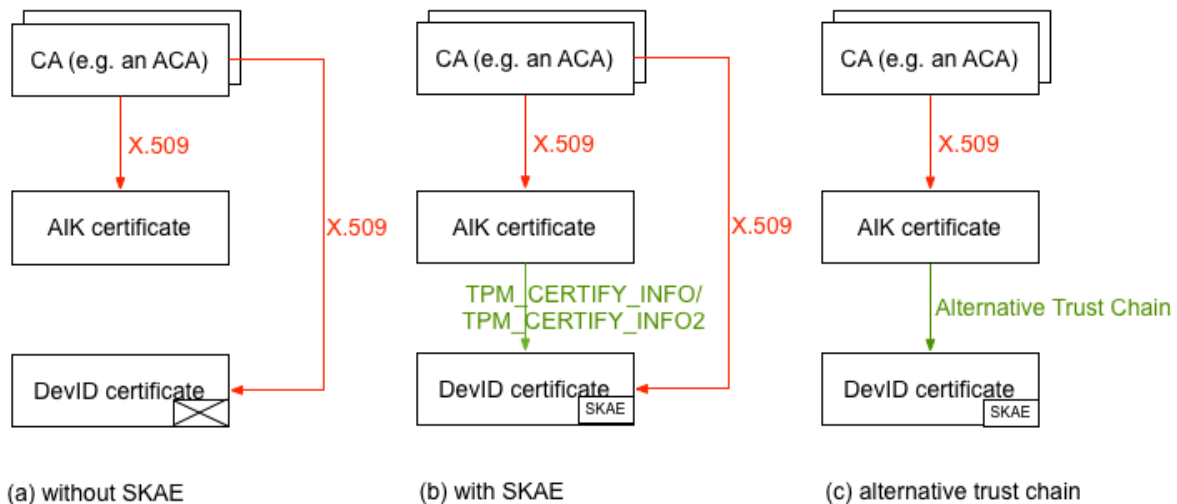 CA (e.g. an ACA)
X.509
AIK certificate
X.509
DevID certificate
(a) without SKAE
CA (e.g. an ACA)
X.509
AIK certificate
X.509
TPM_CERTIFY_INFO/
TPM_CERTIFY_INFO2
DevID certificate
SKAE
(b) with SKAE
CA (e.g. an ACA)
X.509
AIK certificate
Alternative Trust Chain
DevID certificate
SKAE
(c) alternative trust chain